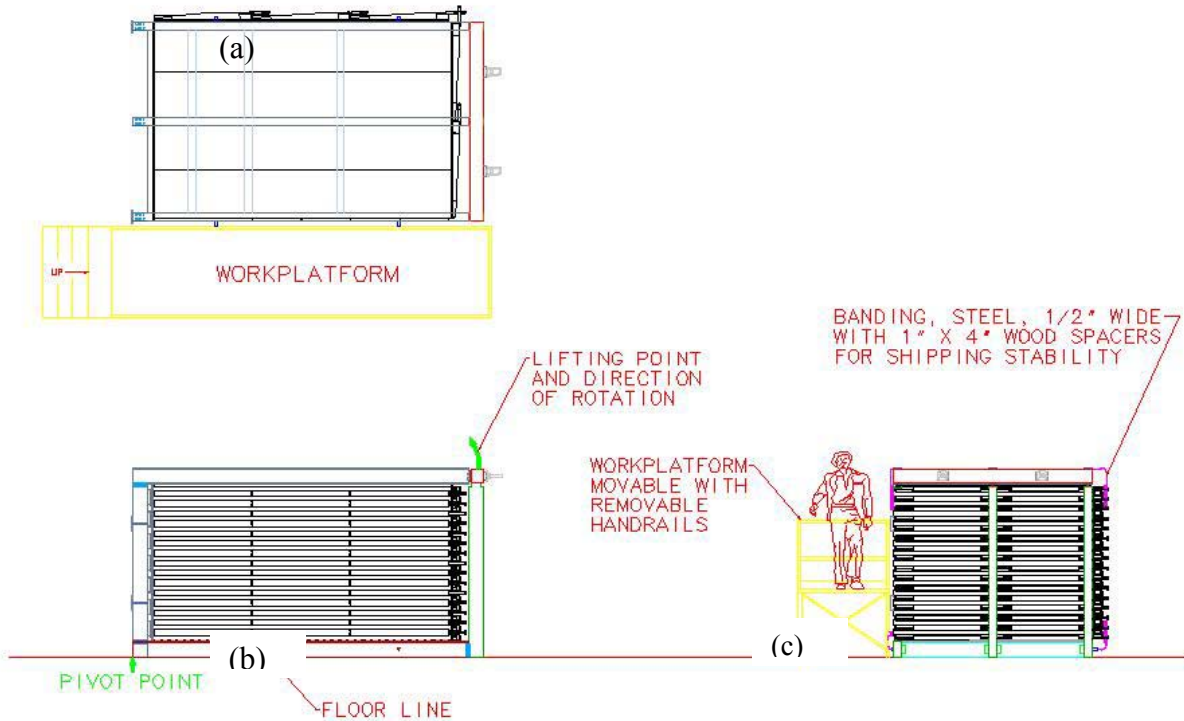 (a)
UP
WORKPLATFORM
BANDING, STEEL, 1/2" WIDE
WITH 1" X 4" WOOD SPACERS
FOR SHIPPING STABILITY
LIFTING POINT
AND DIRECTION
OF ROTATION
WORKPLATFORM
MOVABLE WITH
REMOVABLE
HANDRAILS
(b)
(c)
PIVOT POINT
FLOOR LINE